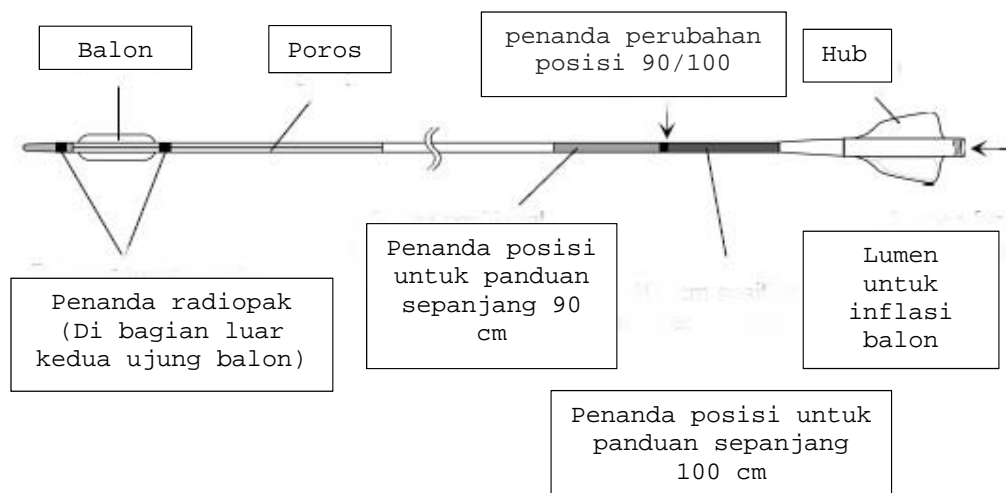 Balon
Poros
penanda perubahan
posisi 90/100
Hub
Penanda posisi
untuk panduan
sepanjang 90
cm
Lumen
untuk
inflasi
balon
Penanda radiopak
(Di bagian luar
kedua ujung balon)
Penanda posisi untuk
panduan sepanjang
100 cm